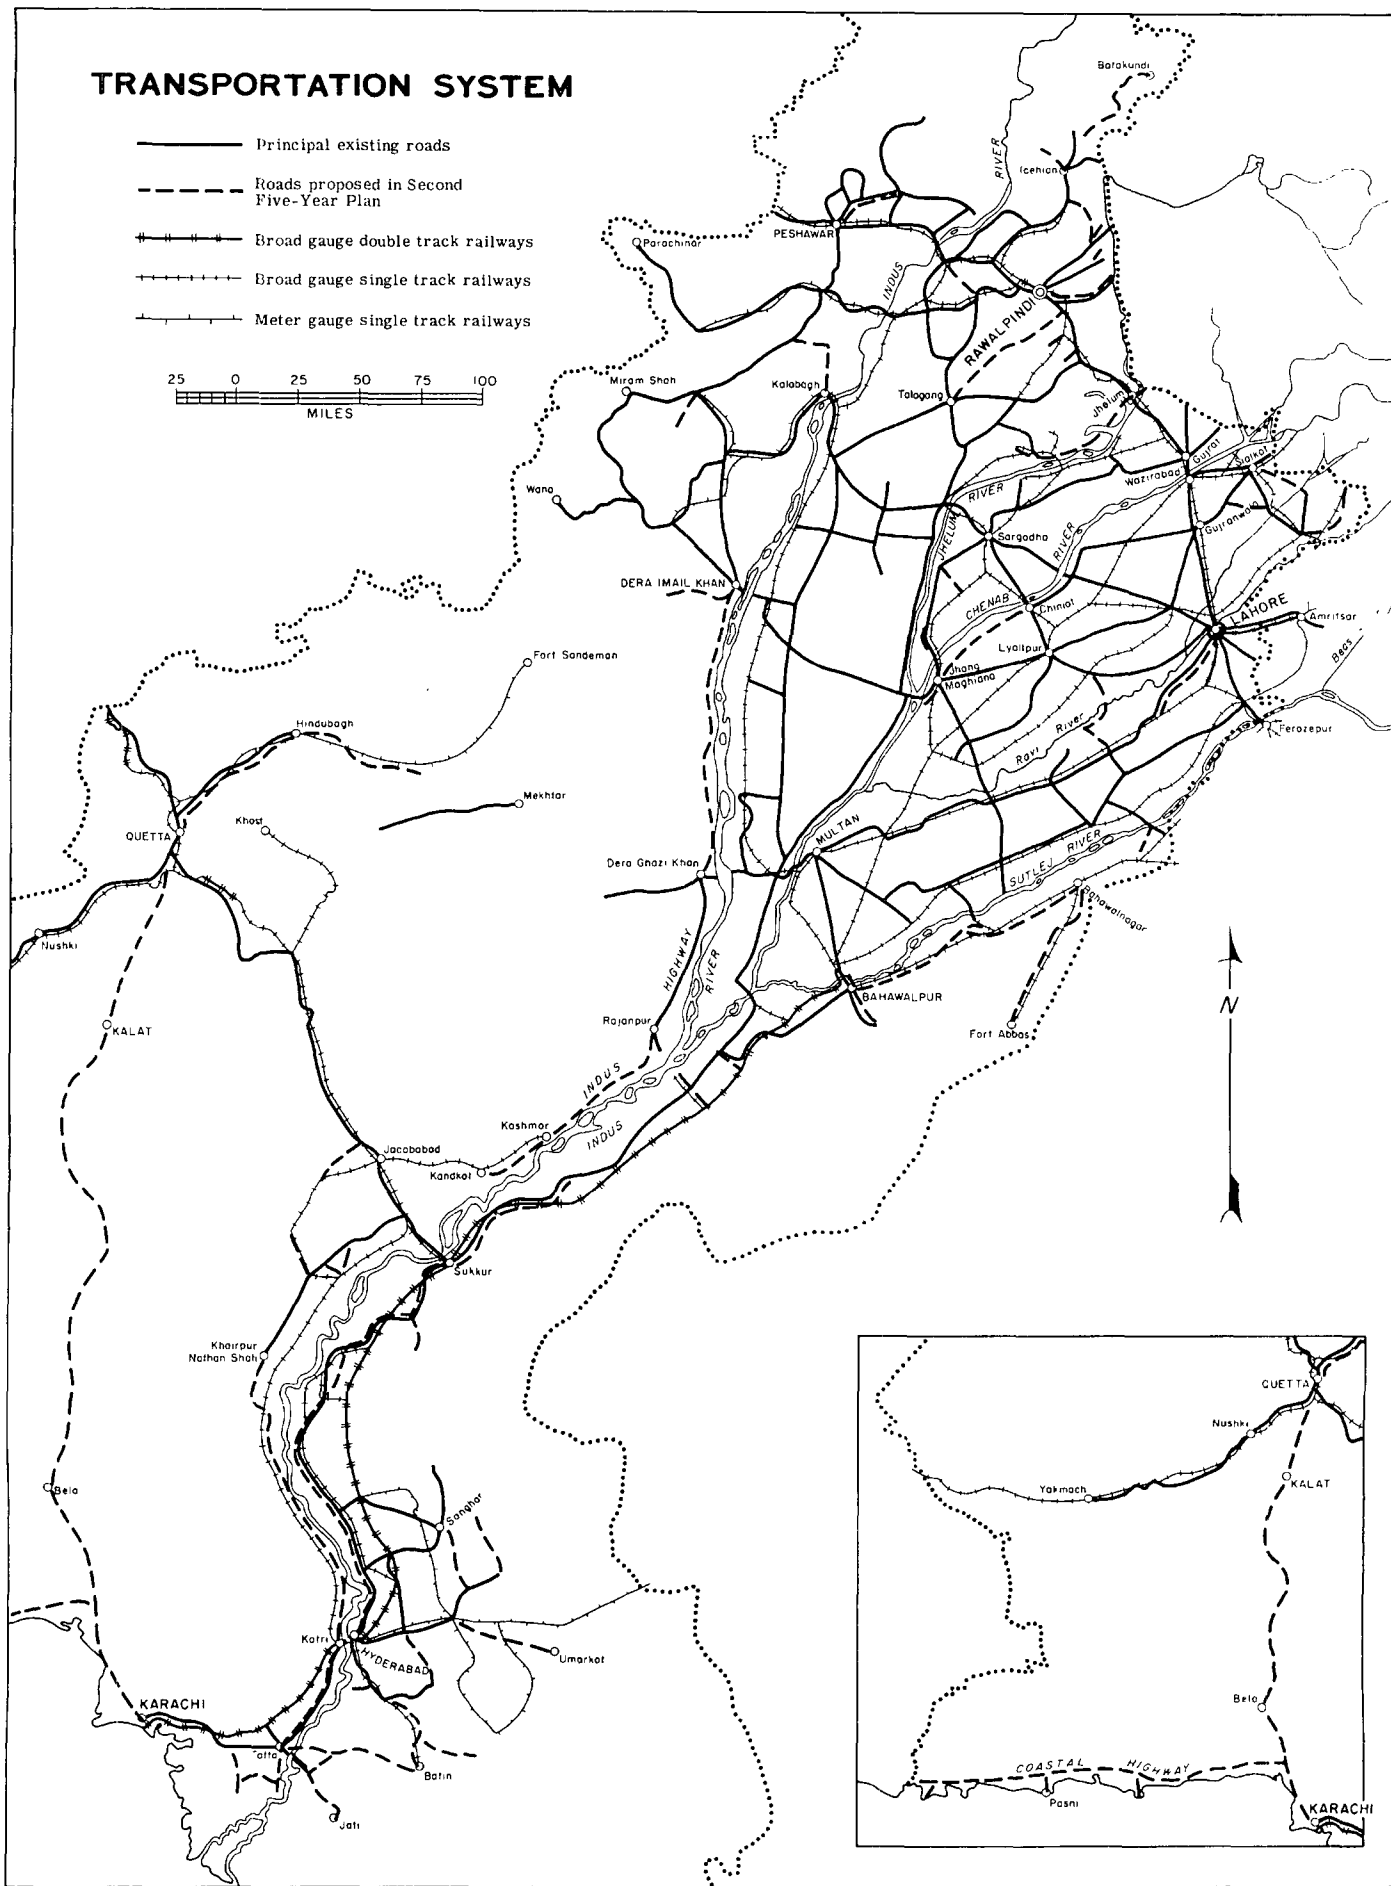 TRANSPORTATION SYSTEM
Principal existing roads
Roads proposed in Second
Five-Year Plan
Broad gauge double track railways
Broad gauge single track railways
Meter gauge single track railways
25 0 25 50 75 100
MILES
Batakundi
RIVER
PESHAWAR
Parachinar
INDUS
RAWALPINDI
Miram Shah
Kalabagh
Talagang
Jhelum
Gujrat
Wazirabad
Wana
JHELUM RIVER
Sargodha
RIVER
Gujranwala
DERA IMAIL KHAN
CHENAB
Chiniot
LAHORE
Amritsar
Beas
Lyallpur
Jhang
Maghiana
Fort Sandeman
Hindubagh
Ravi River
Ferozepur
Mekhtar
QUETTA
Khost
MULTAN
Dera Ghazi Khan
SUTLEJ RIVER
Bahawalnagar
Nushki
HIGHWAY
RIVER
BAHAWALPUR
N
KALAT
Rajanpur
Fort Abbas
INDUS
Kashmor
INDUS
Jacobabad
Kandkot
Sukkur
Khairpur
Nathan Shah
Bela
Sanghar
Kotri
HYDERABAD
Umarkot
KARACHI
Tatta
Batin
Jati
QUETTA
Nushki
Yakmach
KALAT
Bela
COASTAL HIGHWAY
Pasni
KARACHI